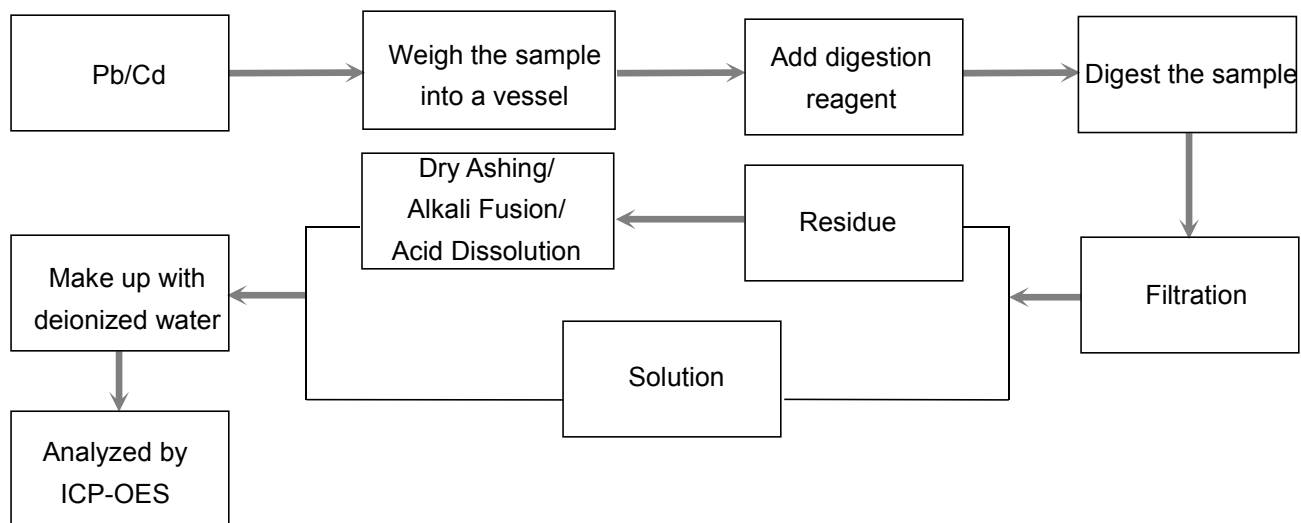 Pb/Cd
Weigh the sample
into a vessel
Add digestion
reagent
Digest the sample
Filtration
Residue
Dry Ashing/
Alkali Fusion/
Acid Dissolution
Solution
Make up with
deionized water
Analyzed by
ICP-OES